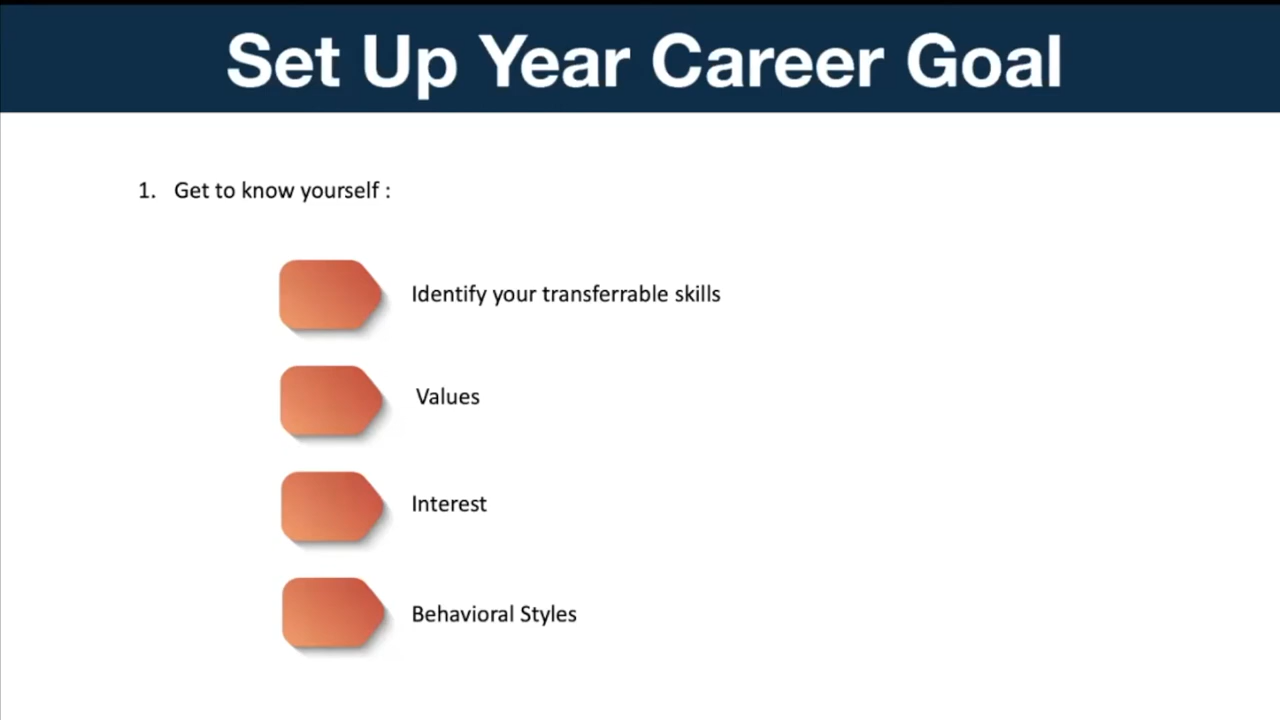 Set Up Year Career Goal
1. Get to know yourself :
Identify your transferrable skills
Values
Interest
Behavioral Styles